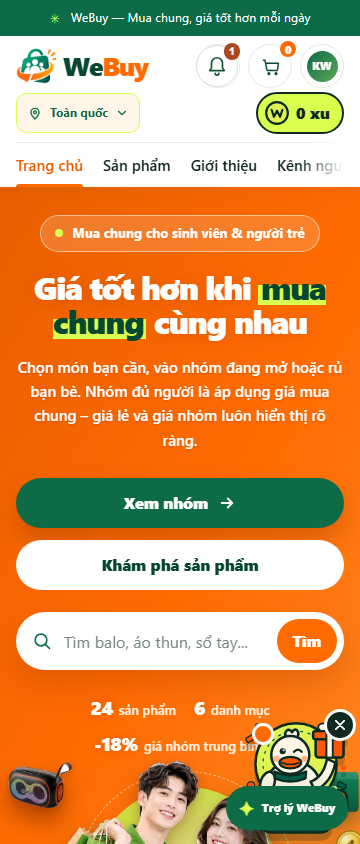 WeBuy — Mua chung, giá tốt hơn mỗi ngày
WeBuy
1
0
KW
Toàn quốc
0 xu
Trang chủ Sản phẩm Giới thiệu Kênh
Mua chung cho sinh viên & người trẻ
Giá tốt hơn khi mua
chung cùng nhau
Chọn món bạn cần, vào nhóm đang mở hoặc rủ
bạn bè. Nhóm đủ người là áp dụng giá mua
chung – giá lẻ và giá nhóm luôn hiển thị rõ
ràng.
Xem nhóm →
Khám phá sản phẩm
Tìm balo, áo thun, sổ tay... Tìm
24 sản phẩm 6 danh mục
-18% giá nhóm trung
Trợ lý WeBuy